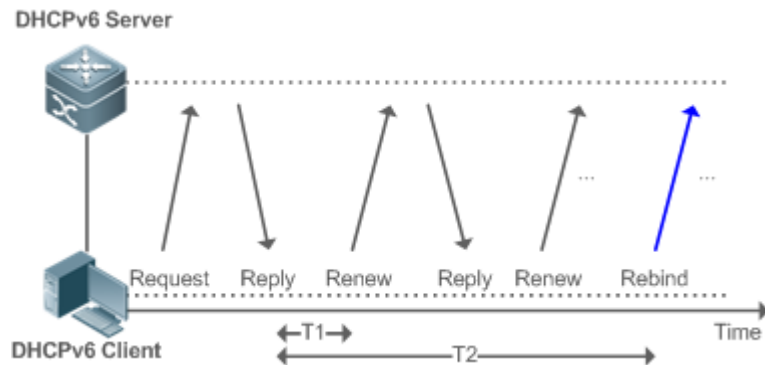 DHCPv6 Server
... ...
Request Reply Renew Reply Renew Rebind
T1
Time
DHCPv6 Client
T2